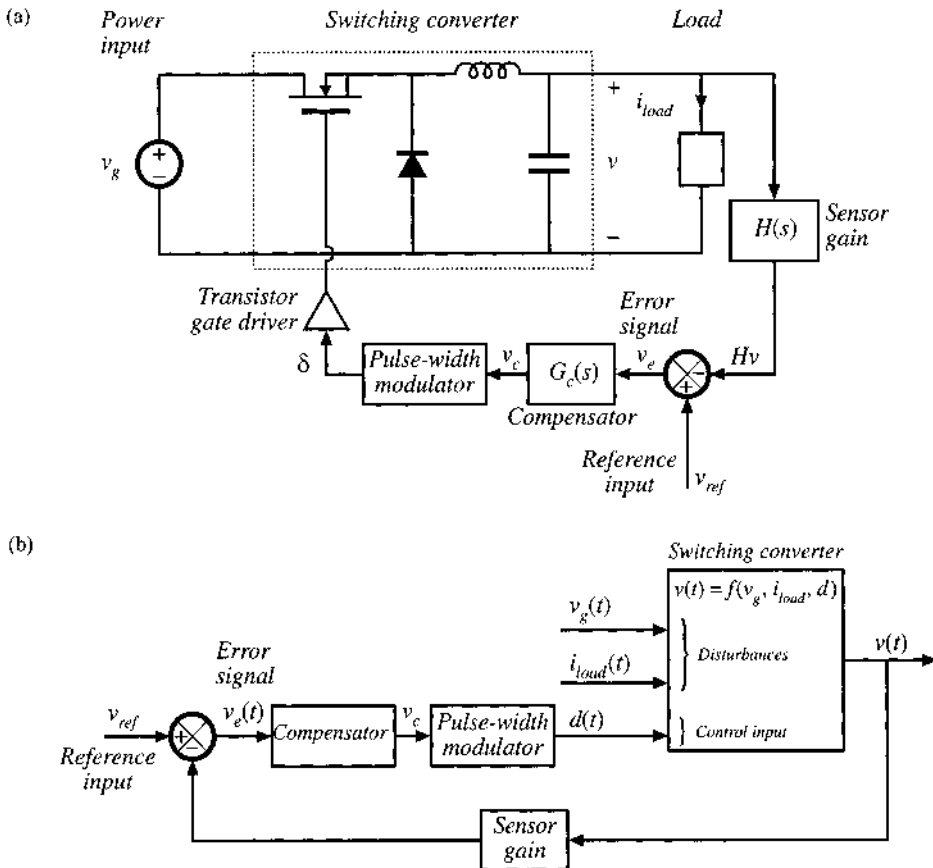 (a)
Power
input
Switching converter
Load
+
−
v_g
+
v
−
i_load
H(s)
Sensor
gain
Transistor
gate driver
δ
Pulse-width
modulator
v_c
G_c(s)
Compensator
Error
signal
v_e
−
+
Hv
Reference
input
v_ref
(b)
Switching converter
v(t) = f(v_g, i_load, d)
v_g(t)
i_load(t)
} Disturbances
d(t)
} Control input
v(t)
v_ref
Reference
input
+
−
Error
signal
v_e(t)
Compensator
v_c
Pulse-width
modulator
Sensor
gain